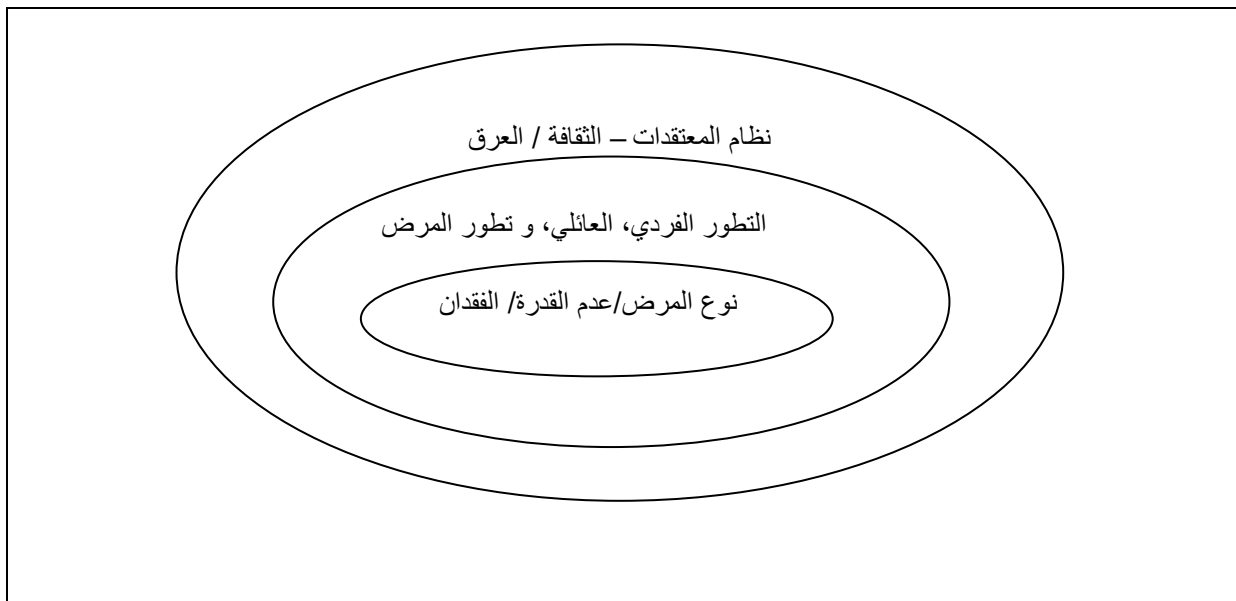 نظام المعتقدات – الثقافة / العرق
التطور الفردي، العائلي، و تطور المرض
نوع المرض/عدم القدرة/ الفقدان